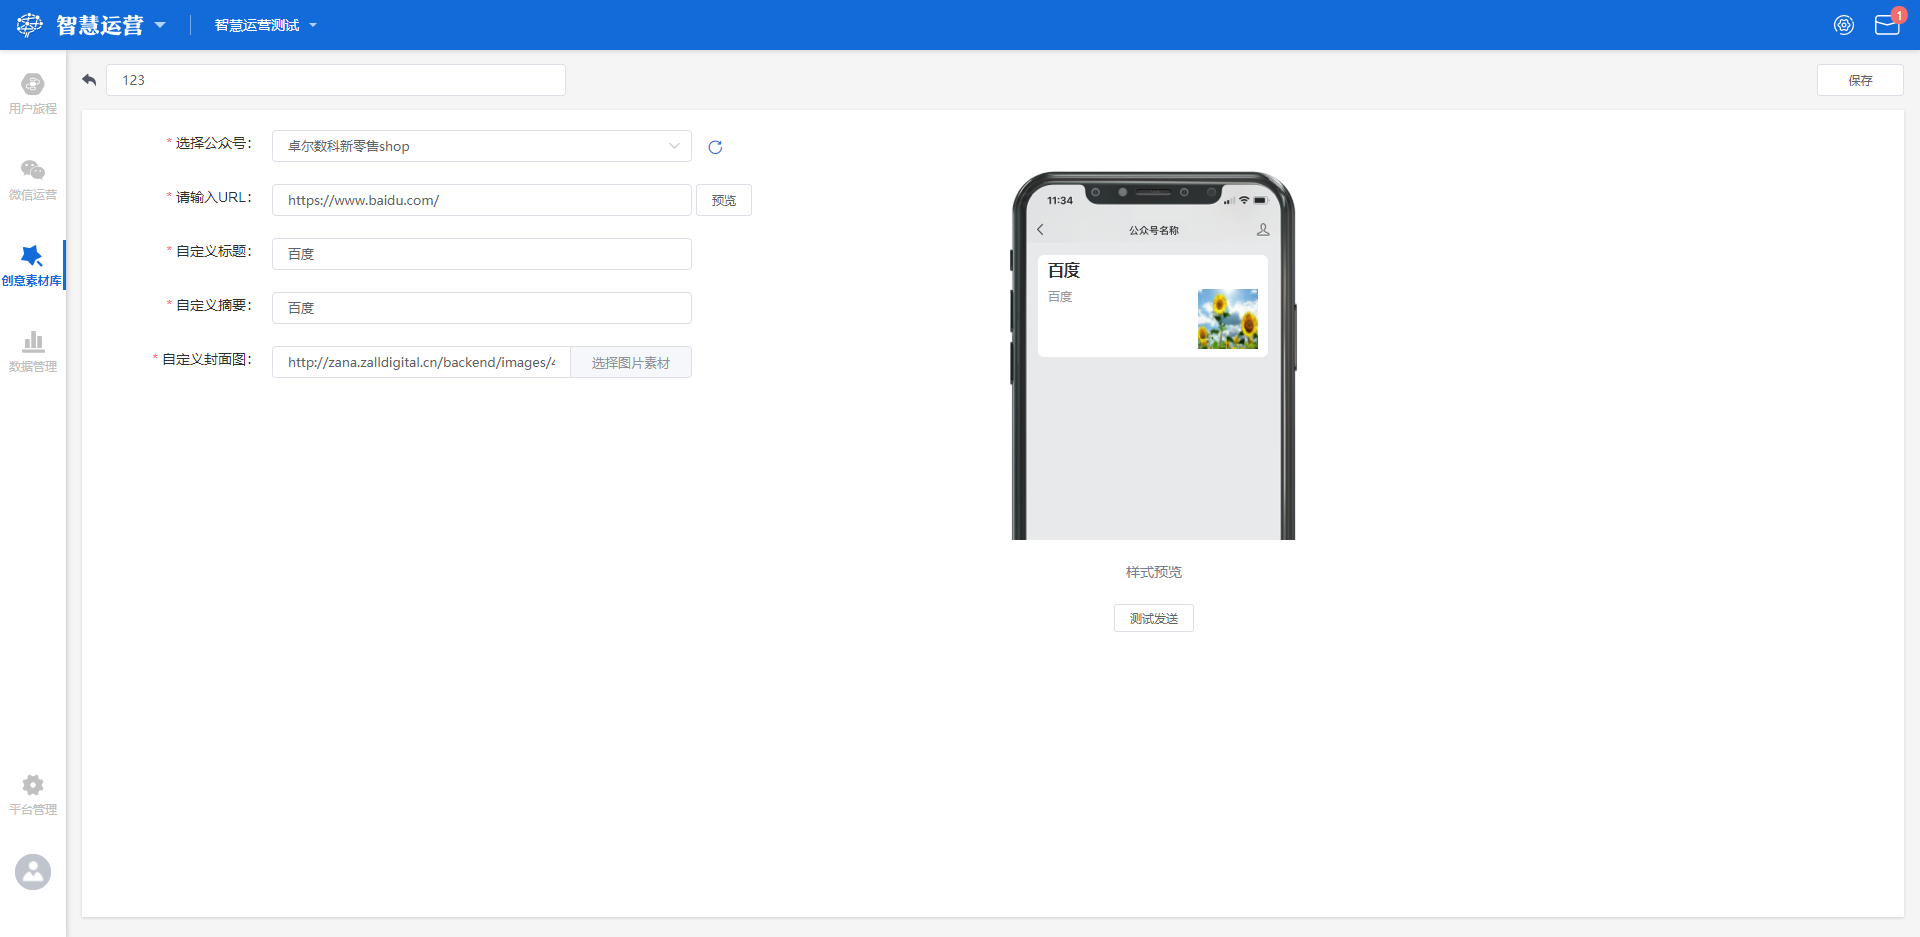 智慧运营
智慧运营测试
1
用户旅程
微信运营
创意素材库
数据管理
平台管理
123
保存
* 选择公众号：
卓尔数科新零售shop
* 请输入URL：
https://www.baidu.com/
预览
* 自定义标题：
百度
* 自定义摘要：
百度
* 自定义封面图：
http://zana.zalldigital.cn/backend/images/4
选择图片素材
11:34
公众号名称
百度
百度
样式预览
测试发送